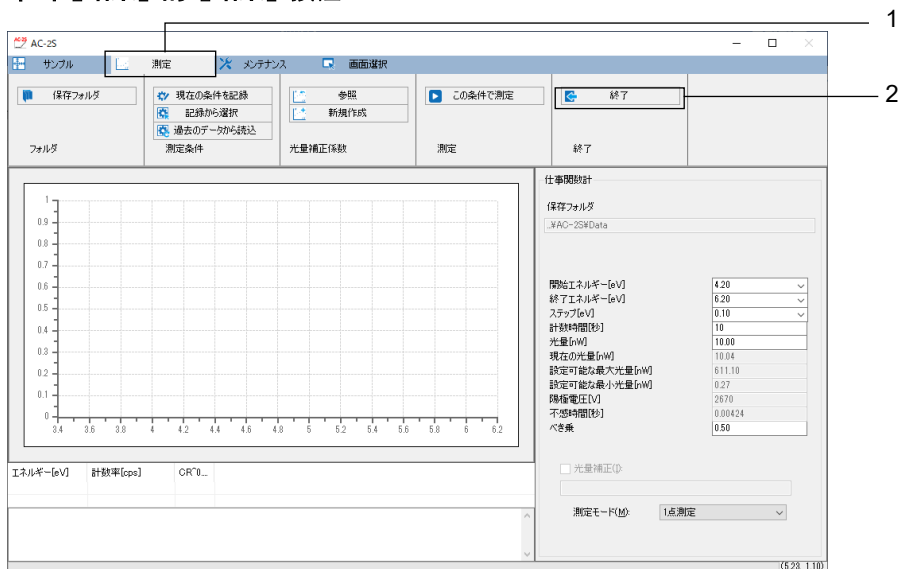 1
AC-2S
サンプル 測定 メンテナンス 画面選択
保存フォルダ 現在の条件を記録 参照 この条件で測定 終了
2
記録から選択 新規作成
過去のデータから読込
フォルダ 測定条件 光量補正係数 測定 終了
仕事関数計
保存フォルダ
..¥AC-2S¥Data
開始エネルギー[eV] 4.20
終了エネルギー[eV] 6.20
ステップ[eV] 0.10
計数時間[秒] 10
光量[nW] 10.00
現在の光量[nW] 10.04
設定可能な最大光量[nW] 611.10
設定可能な最小光量[nW] 0.27
陽極電圧[V] 2670
不感時間[秒] 0.00424
べき乗 0.50
光量補正(I):
測定モード(M): 1点測定
1
0.9
0.8
0.7
0.6
0.5
0.4
0.3
0.2
0.1
0
3.4 3.6 3.8 4 4.2 4.4 4.6 4.8 5 5.2 5.4 5.6 5.8 6 6.2
エネルギー[eV] 計数率[cps] CR^0...
(5.23, 1.10)